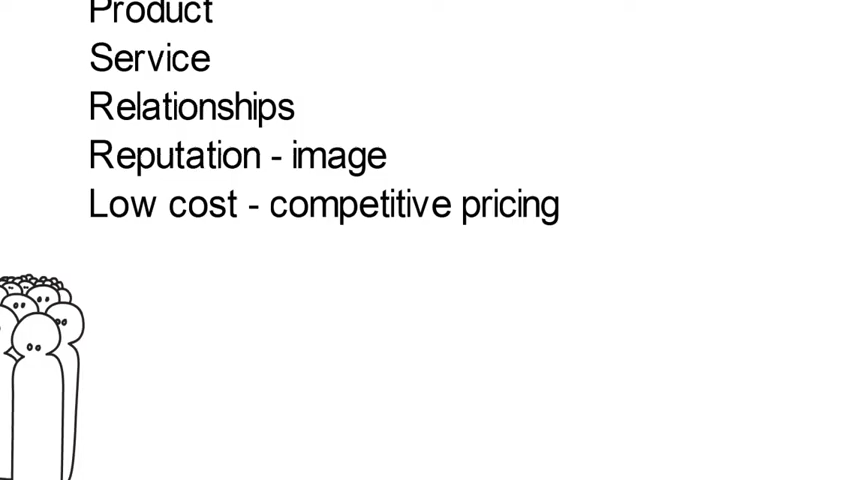 Product
Service
Relationships
Reputation - image
Low cost - competitive pricing